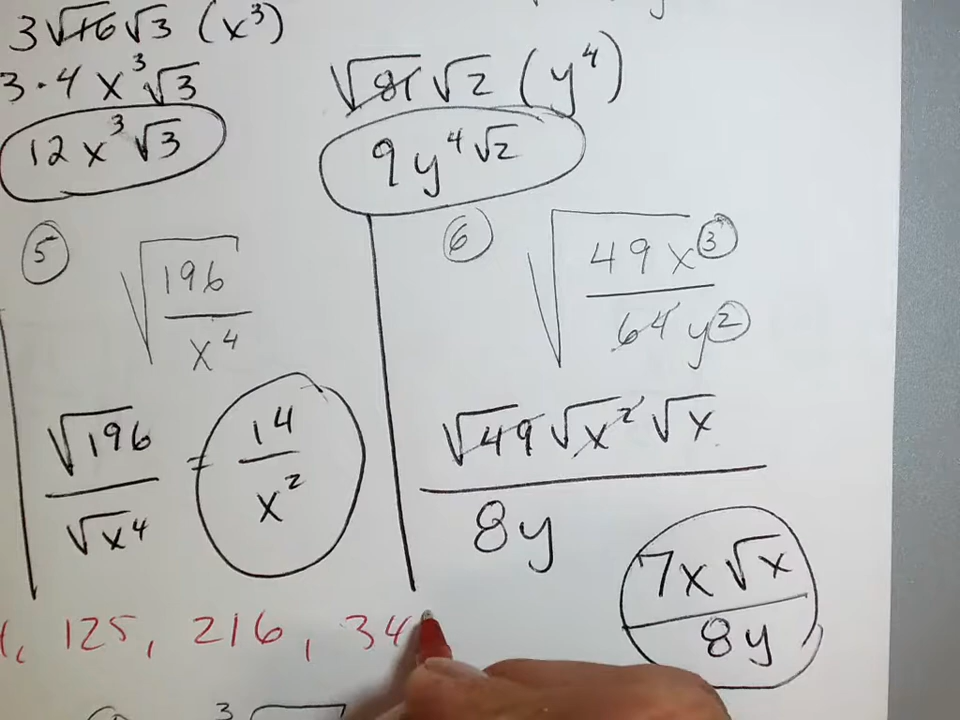 3√16√3 (x³)
3·4 x³√3
12x³√3
√81√2 (y⁴)
9y⁴√2
⑤ √(196/x⁴)
√196/√x⁴ = 14/x²
⑥ √(49x³/64y²)
√49√x²√x/8y
7x√x/8y
125, 216, 34
3√